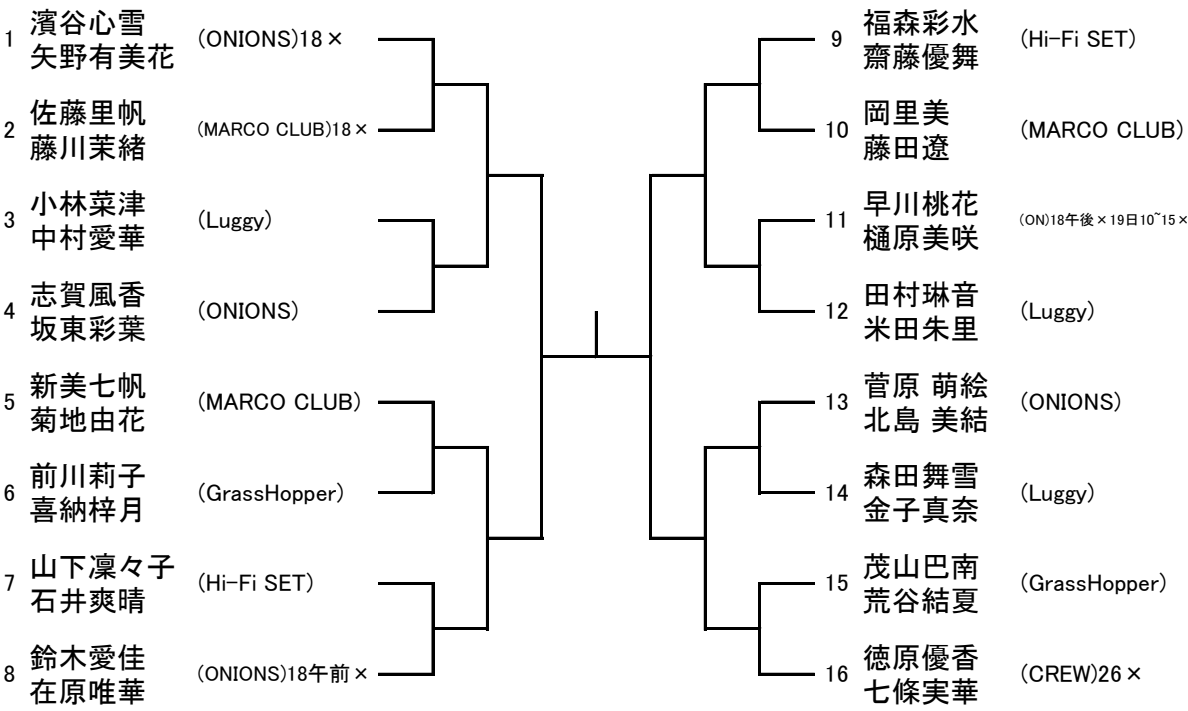 1 濱谷心雪
矢野有美花 (ONIONS)18×
2 佐藤里帆
藤川茉緒 (MARCO CLUB)18×
3 小林菜津
中村愛華 (Luggy)
4 志賀風香
坂東彩葉 (ONIONS)
5 新美七帆
菊地由花 (MARCO CLUB)
6 前川莉子
喜納梓月 (GrassHopper)
7 山下凜々子
石井爽晴 (Hi-Fi SET)
8 鈴木愛佳
在原唯華 (ONIONS)18午前×
9 福森彩水
齋藤優舞 (Hi-Fi SET)
10 岡里美
藤田遼 (MARCO CLUB)
11 早川桃花
樋原美咲 (ON)18午後×19日10~15×
12 田村琳音
米田朱里 (Luggy)
13 菅原 萌絵
北島 美結 (ONIONS)
14 森田舞雪
金子真奈 (Luggy)
15 茂山巴南
荒谷結夏 (GrassHopper)
16 徳原優香
七條実華 (CREW)26×